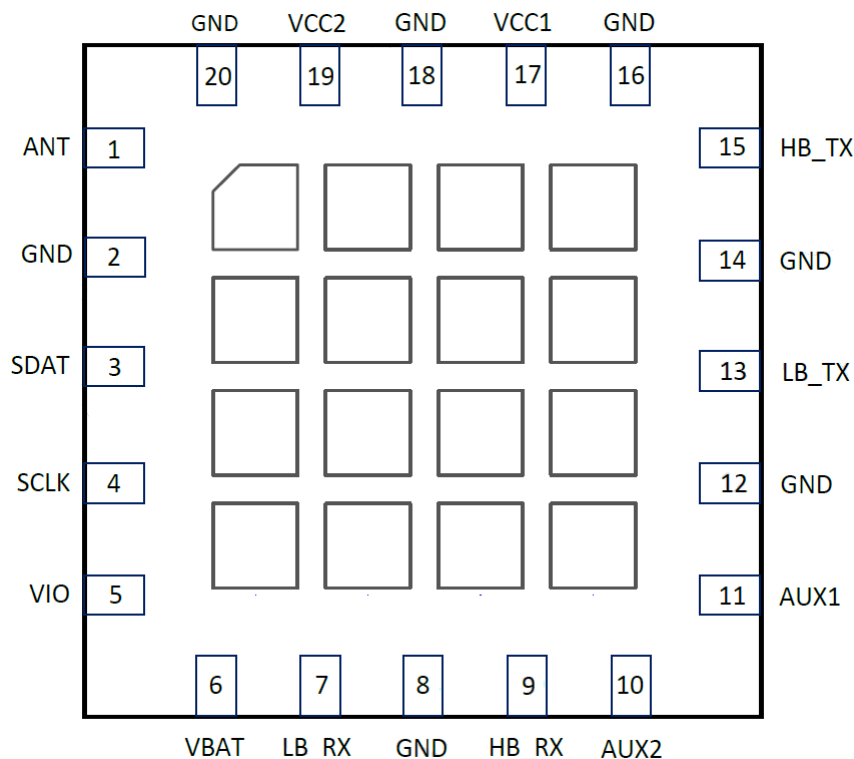 GND VCC2 GND VCC1 GND
20 19 18 17 16
ANT 1 15 HB_TX
GND 2 14 GND
SDAT 3 13 LB_TX
SCLK 4 12 GND
VIO 5 11 AUX1
6 7 8 9 10
VBAT LB_RX GND HB_RX AUX2